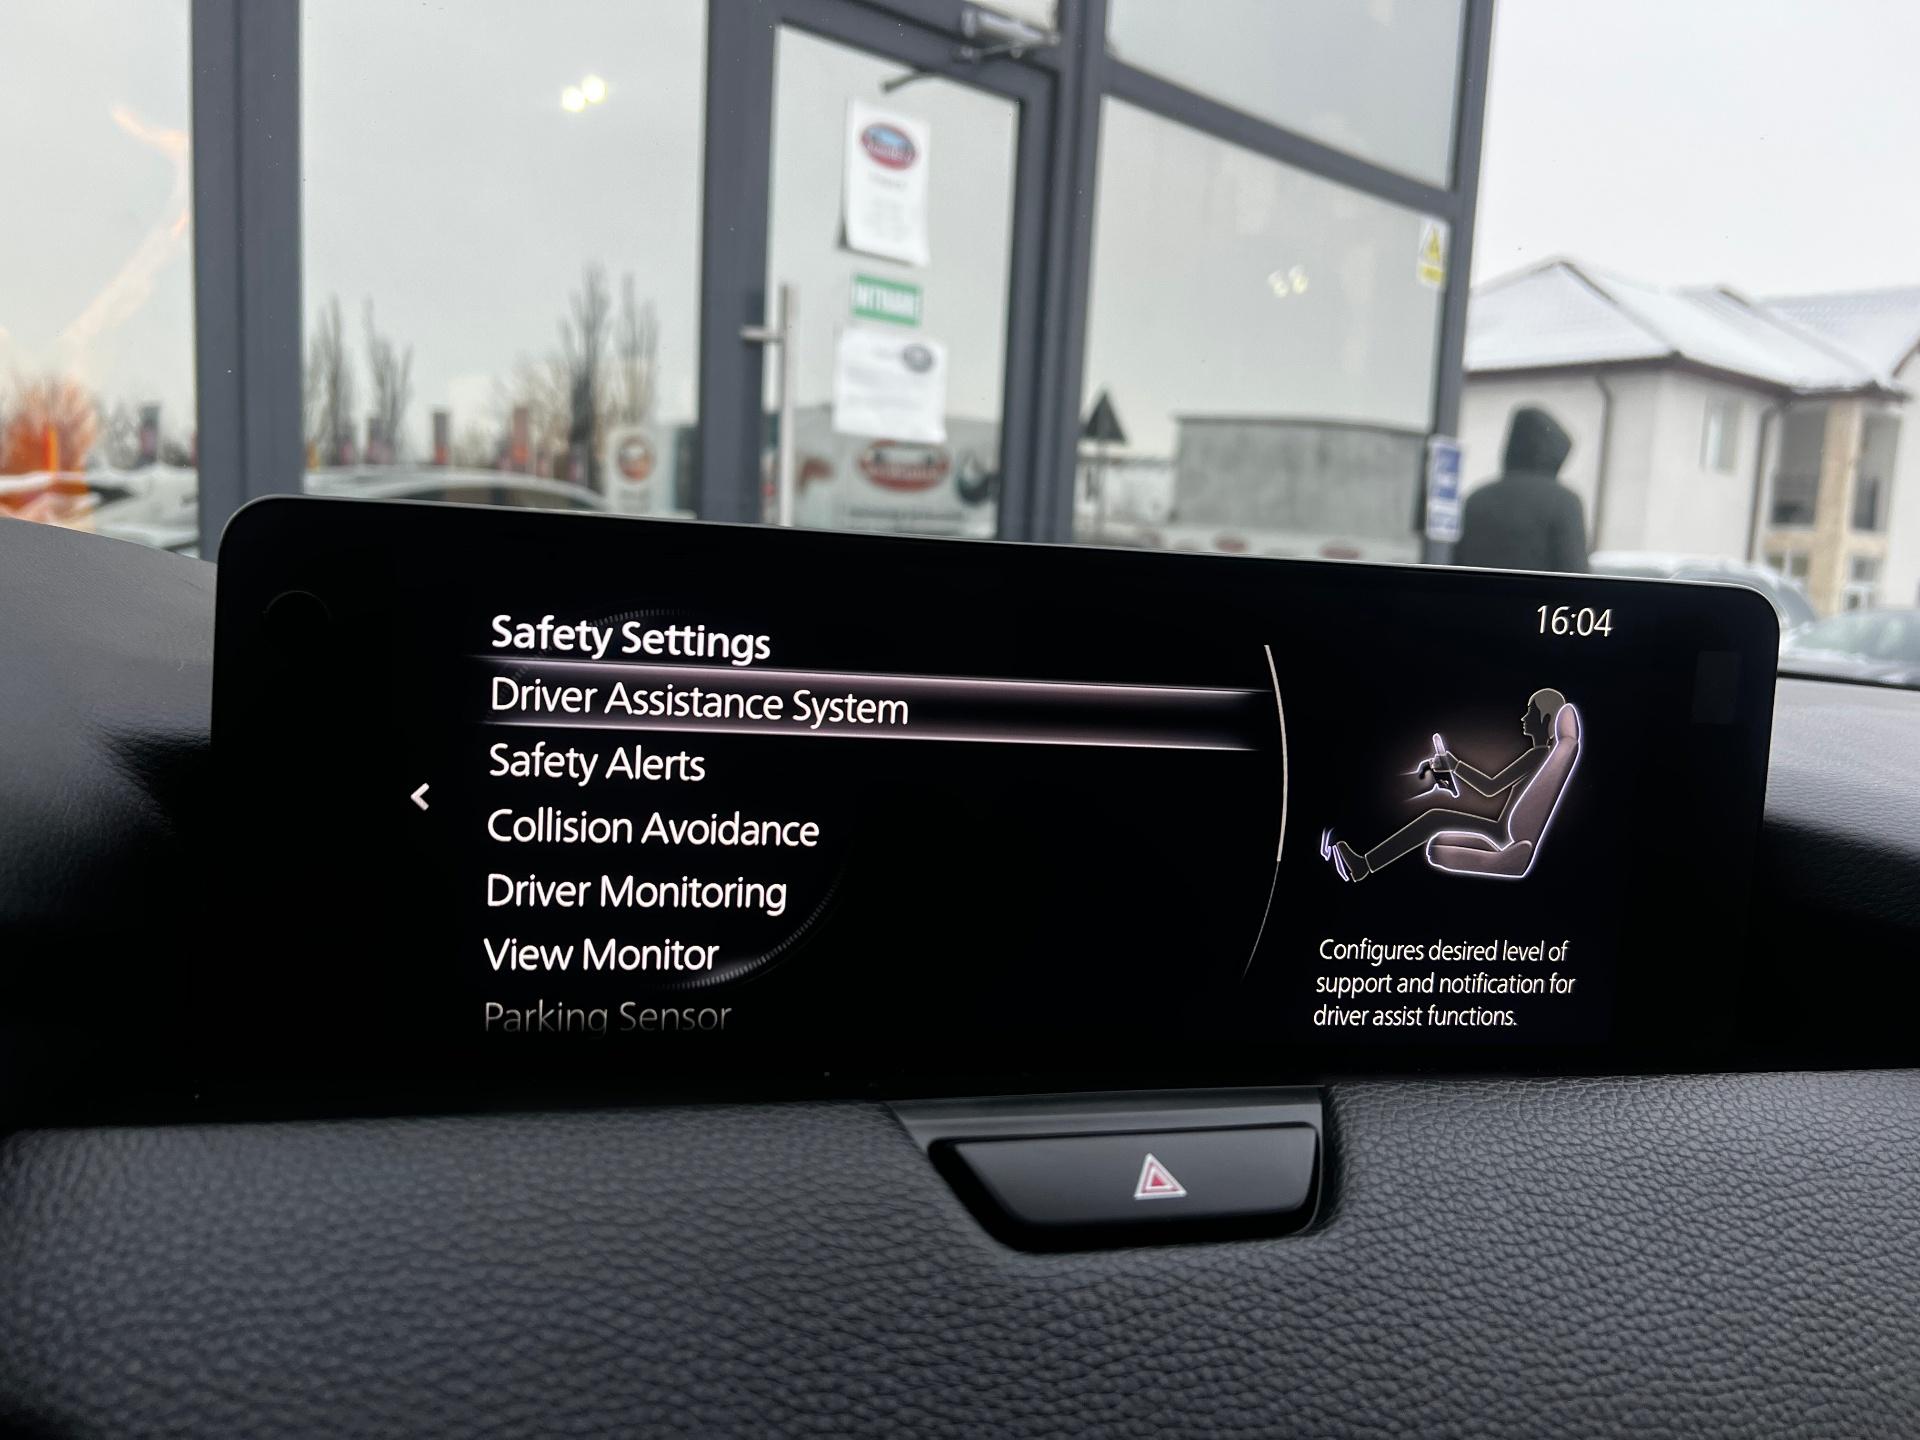 INTRARE
16:04
Safety Settings
Driver Assistance System
Safety Alerts
Collision Avoidance
Driver Monitoring
View Monitor
Parking Sensor
Configures desired level of
support and notification for
driver assist functions.